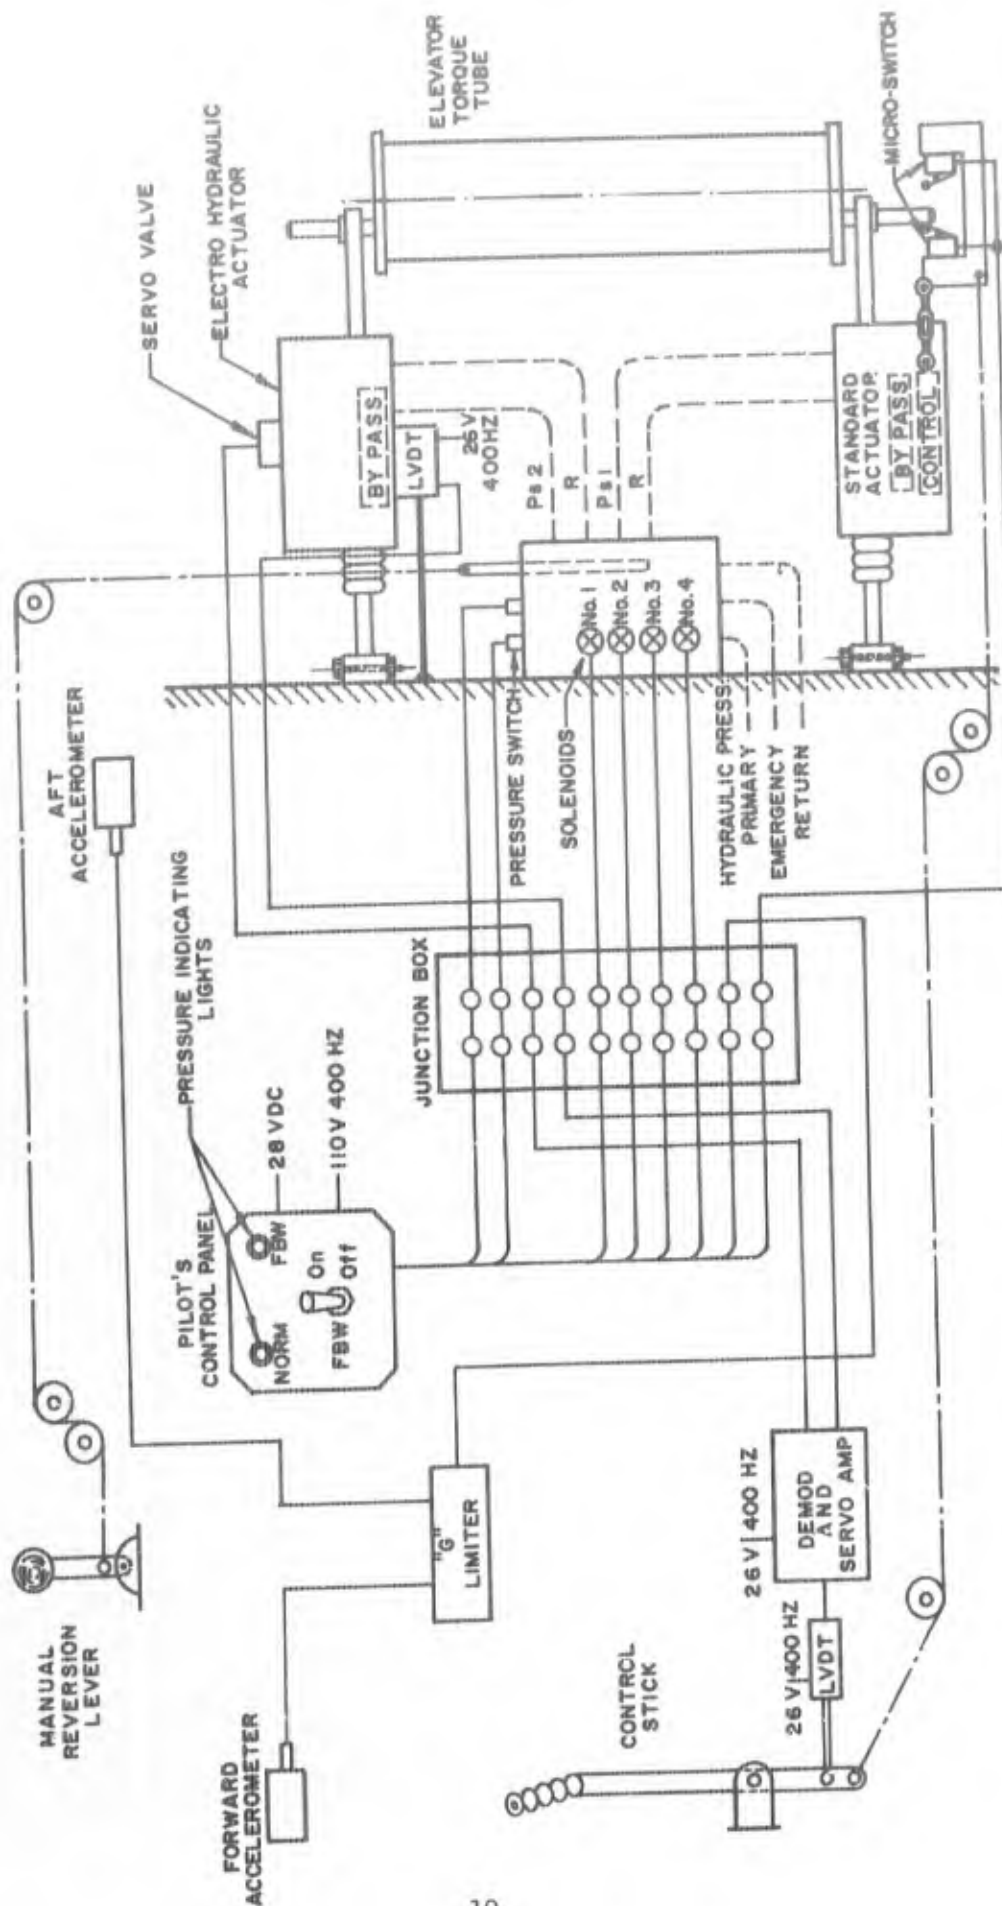 MANUAL
REVERSION
LEVER
FORWARD
ACCELEROMETER
"G"
LIMITER
PILOT'S
CONTROL PANEL
NORM
FBW
FBW
On
Off
PRESSURE INDICATING
LIGHTS
28 VDC
110V 400 HZ
AFT
ACCELEROMETER
SERVO VALVE
ELECTRO HYDRAULIC
ACTUATOR
BY PASS
LVDT
26 V
400 HZ
ELEVATOR
TORQUE
TUBE
JUNCTION BOX
PRESSURE SWITCH
SOLENOIDS
No. 1
No. 2
No. 3
No. 4
Ps 2
R
Ps 1
R
HYDRAULIC PRESS
PRIMARY
EMERGENCY
RETURN
STANDARD
ACTUATOR
BY PASS
CONTROL
MICRO-SWITCH
CONTROL
STICK
26 V 400 HZ
LVDT
26 V 400 HZ
DEMOD
AND
SERVO AMP